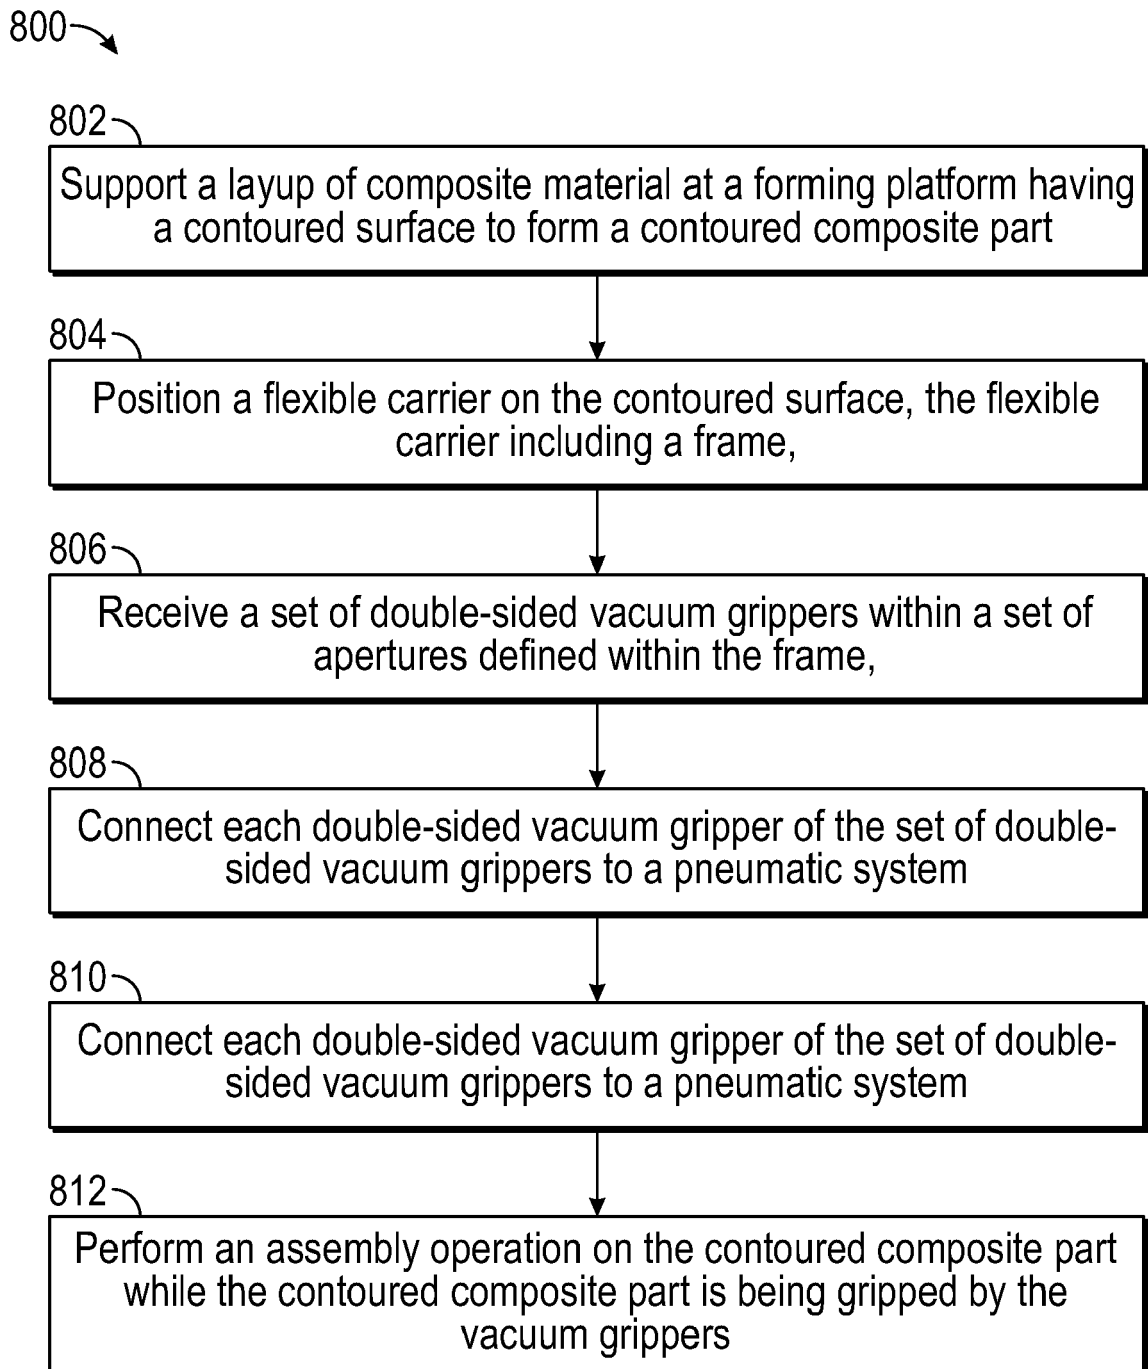 800
802
Support a layup of composite material at a forming platform having
a contoured surface to form a contoured composite part
804
Position a flexible carrier on the contoured surface, the flexible
carrier including a frame,
806
Receive a set of double-sided vacuum grippers within a set of
apertures defined within the frame,
808
Connect each double-sided vacuum gripper of the set of double-
sided vacuum grippers to a pneumatic system
810
Connect each double-sided vacuum gripper of the set of double-
sided vacuum grippers to a pneumatic system
812
Perform an assembly operation on the contoured composite part
while the contoured composite part is being gripped by the
vacuum grippers